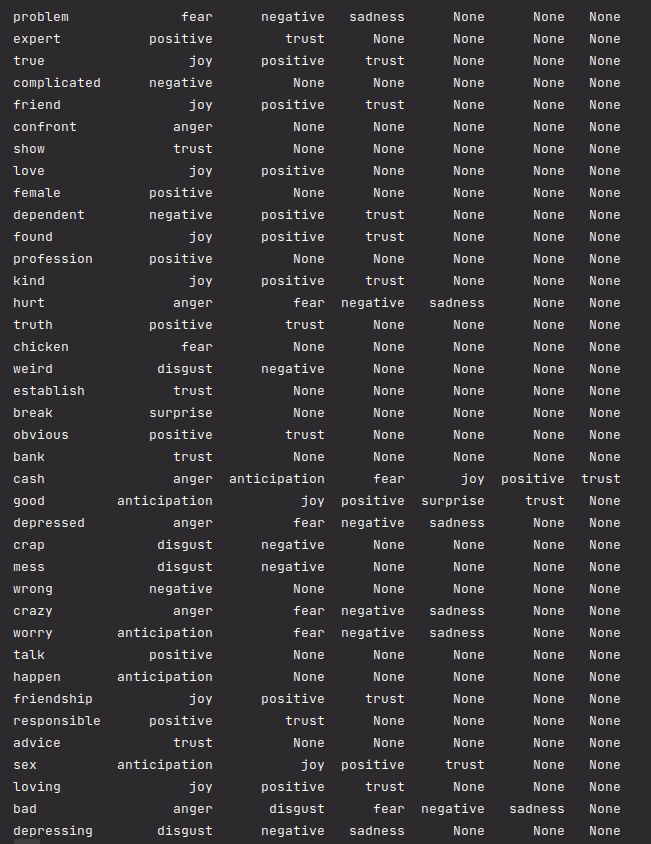 problem fear negative sadness None None None
expert positive trust None None None None
true joy positive trust None None None
complicated negative None None None None None
friend joy positive trust None None None
confront anger None None None None None
show trust None None None None None
love joy positive None None None None
female positive None None None None None
dependent negative positive trust None None None
found joy positive trust None None None
profession positive None None None None None
kind joy positive trust None None None
hurt anger fear negative sadness None None
truth positive trust None None None None
chicken fear None None None None None
weird disgust negative None None None None
establish trust None None None None None
break surprise None None None None None
obvious positive trust None None None None
bank trust None None None None None
cash anger anticipation fear joy positive trust
good anticipation joy positive surprise trust None
depressed anger fear negative sadness None None
crap disgust negative None None None None
mess disgust negative None None None None
wrong negative None None None None None
crazy anger fear negative sadness None None
worry anticipation fear negative sadness None None
talk positive None None None None None
happen anticipation None None None None None
friendship joy positive trust None None None
responsible positive trust None None None None
advice trust None None None None None
sex anticipation joy positive trust None None
loving joy positive trust None None None
bad anger disgust fear negative sadness None
depressing disgust negative sadness None None None